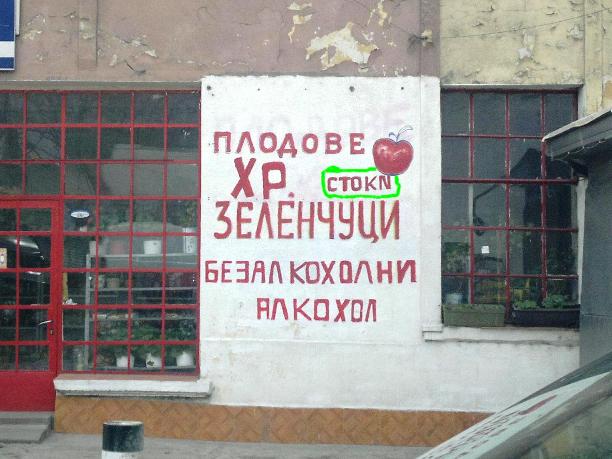 ПЛОДОВЕ
ХР. СТОКИ
ЗЕЛЕНЧУЦИ
БЕЗАЛКОХОЛНИ
АЛКОХОЛ